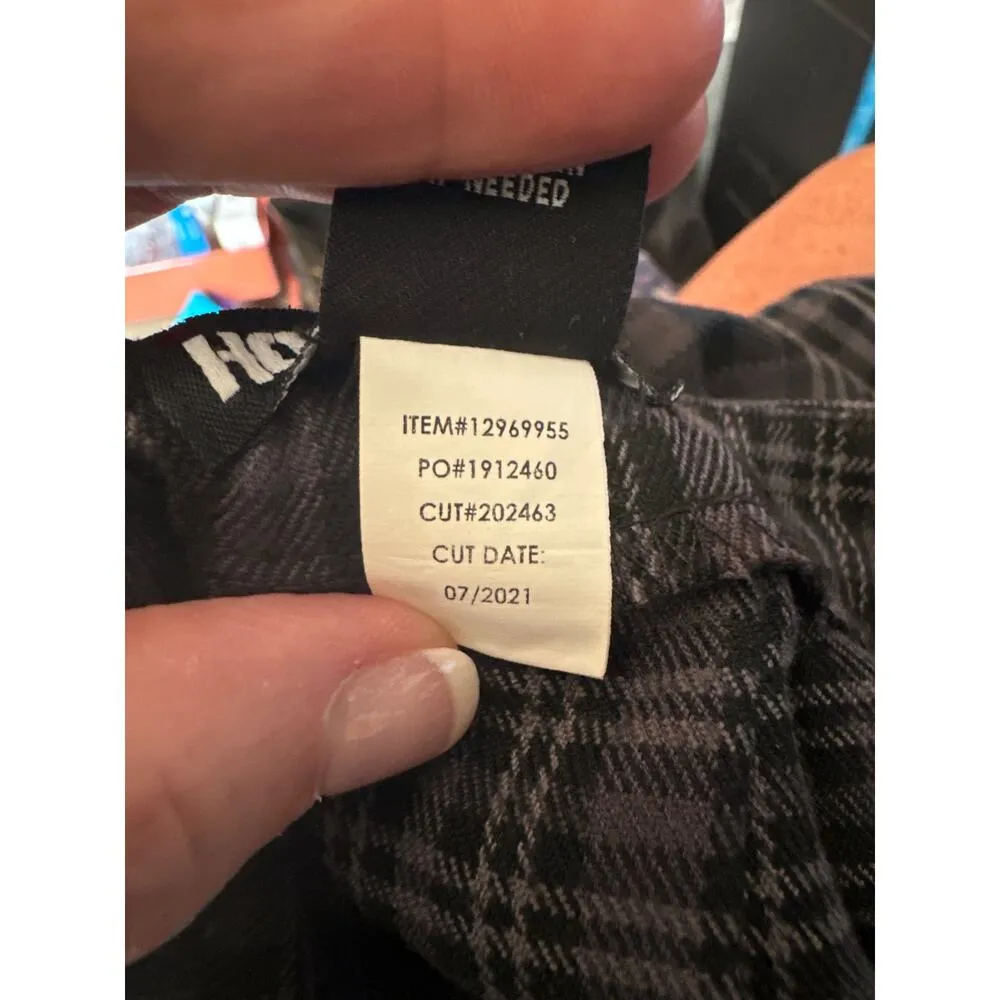 NEEDED
ITEM#12969955
PO#1912460
CUT#202463
CUT DATE:
07/2021